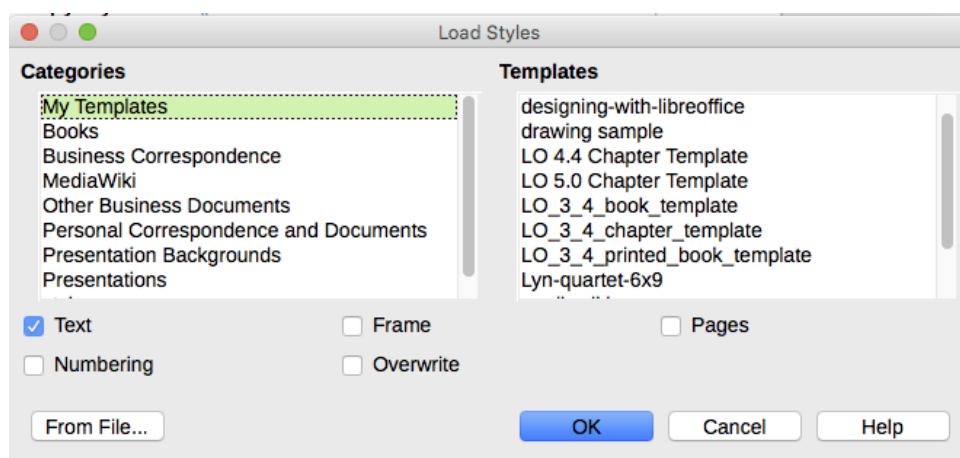 Load Styles
Categories
My Templates
Books
Business Correspondence
MediaWiki
Other Business Documents
Personal Correspondence and Documents
Presentation Backgrounds
Presentations
Templates
designing-with-libreoffice
drawing sample
LO 4.4 Chapter Template
LO 5.0 Chapter Template
LO_3_4_book_template
LO_3_4_chapter_template
LO_3_4_printed_book_template
Lyn-quartet-6x9
Text
Frame
Pages
Numbering
Overwrite
From File...
OK
Cancel
Help